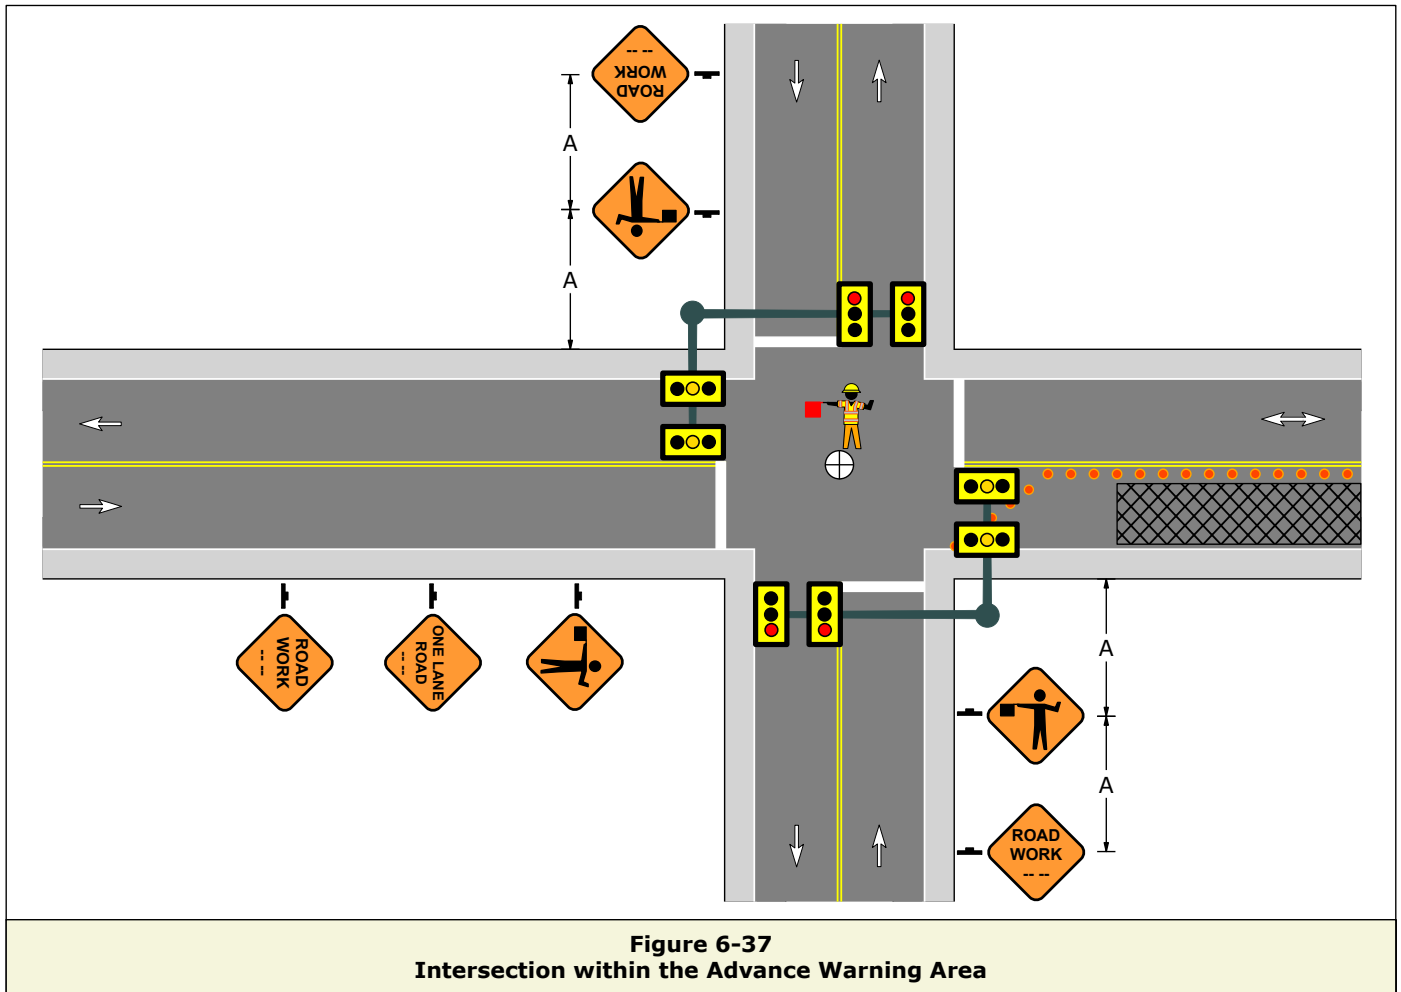 ROAD
WORK
-- --
A
A
ROAD
WORK
-- --
ONE LANE
ROAD
-- --
A
A
ROAD
WORK
-- --
Figure 6-37
Intersection within the Advance Warning Area